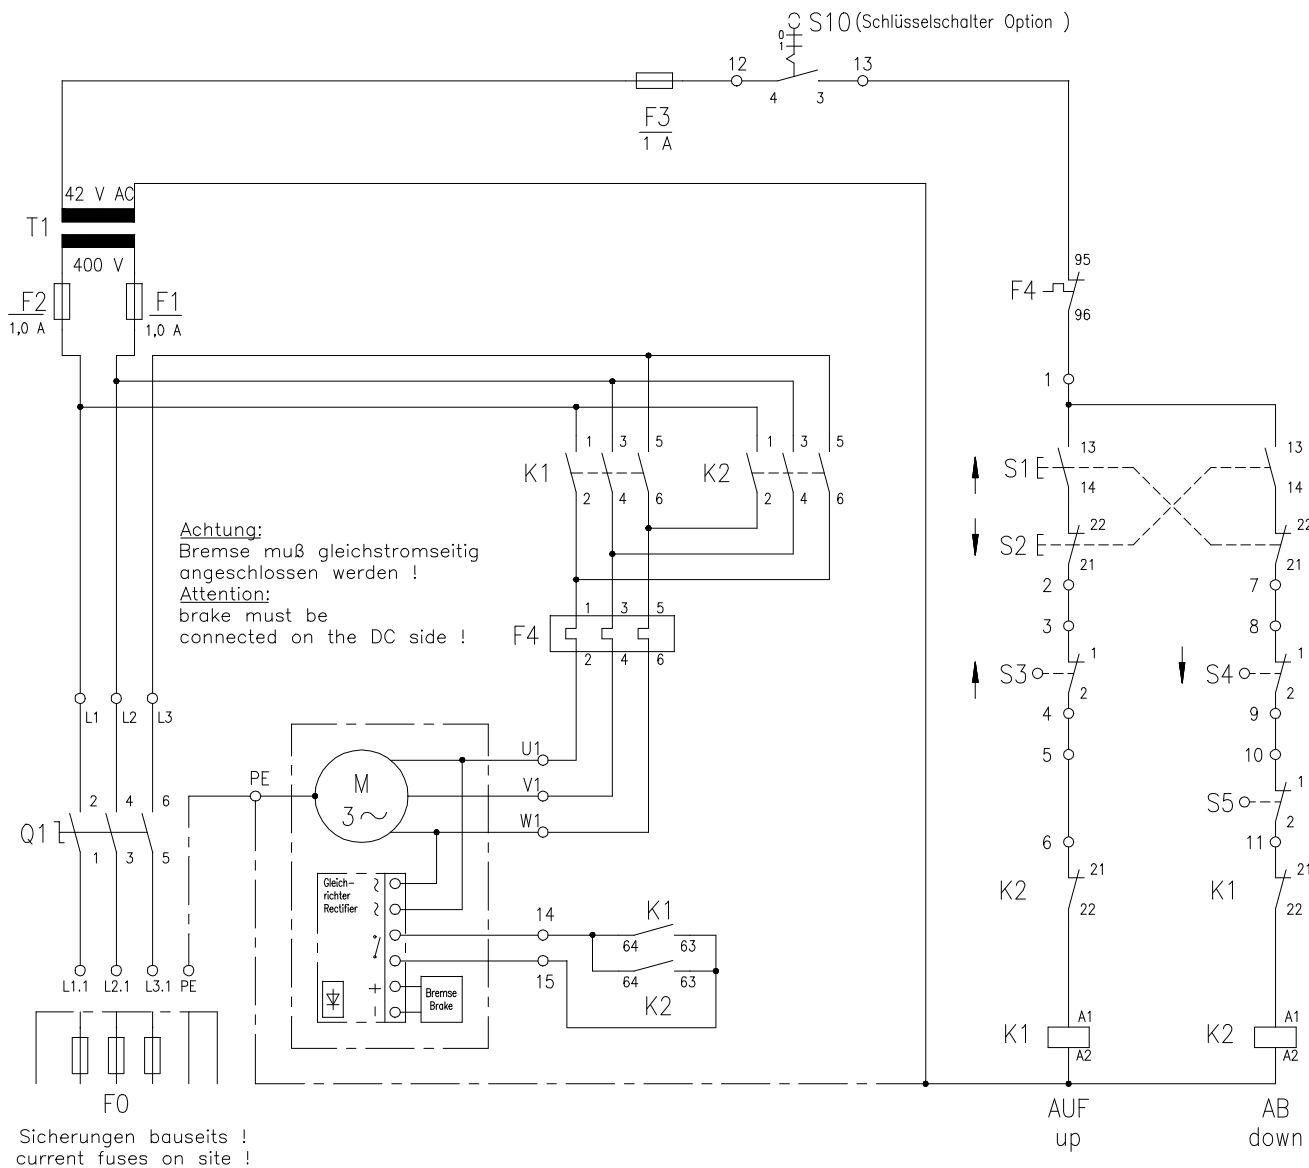 S10 (Schlüsselschalter Option )
0
1
12
13
4
3
F3
1 A
42 V AC
T1
400 V
F2
1,0 A
F1
1,0 A
95
F4
96
1
1
3
5
K1
2
4
6
1
3
5
K2
2
4
6
13
S1
14
13
14
22
S2
21
22
21
Achtung:
Bremse muß gleichstromseitig
angeschlossen werden !
Attention:
brake must be
connected on the DC side !
2
7
1
3
5
F4
2
4
6
3
8
1
S3
2
1
S4
2
4
9
5
10
L1
L2
L3
U1
PE
M
3
V1
W1
1
S5
2
2
4
6
Q1
1
3
5
6
11
Gleich-
richter
Rectifier
21
K2
22
21
K1
22
14
K1
64
63
64
63
15
K2
+
Bremse
Brake
L1.1
L2.1
L3.1
PE
A1
K1
A2
A1
K2
A2
F0
AUF
up
AB
down
Sicherungen bauseits !
current fuses on site !